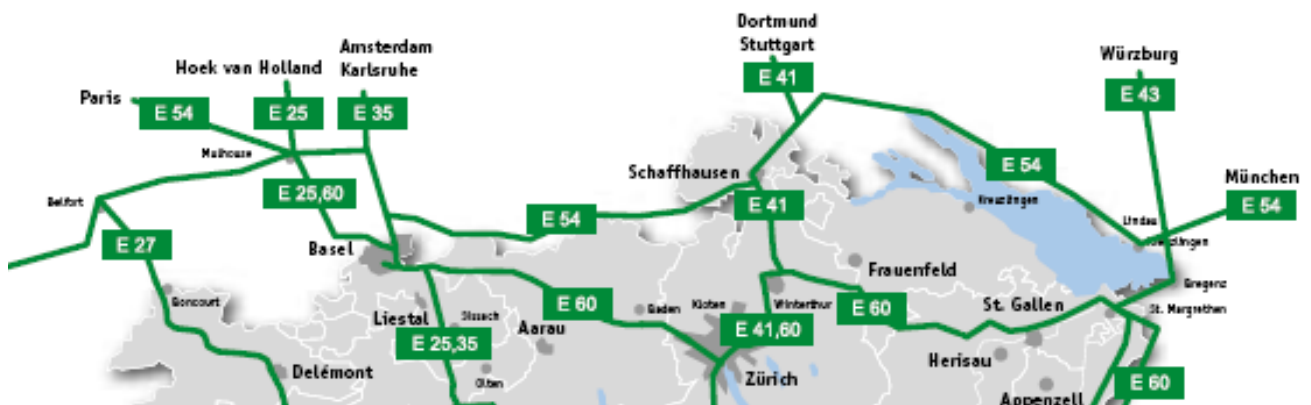 Dortmund
Stuttgart
Amsterdam
Karlsruhe
Hoek van Holland
Würzburg
Paris
E 54
E 25
E 35
E 41
E 43
Mulhouse
Schaffhausen
E 54
München
E 54
E 25,60
Belfort
E 41
Kreuzlingen
Lindau
E 54
E 27
Basel
Frauenfeld
Bregenz
Boncourt
E 60
Baden
Kloten
Winterthur
E 60
St. Gallen
St. Margrethen
Liestal
Sissach
Aarau
E 41,60
E 25,35
Herisau
Delémont
Olten
Zürich
E 60
Appenzell